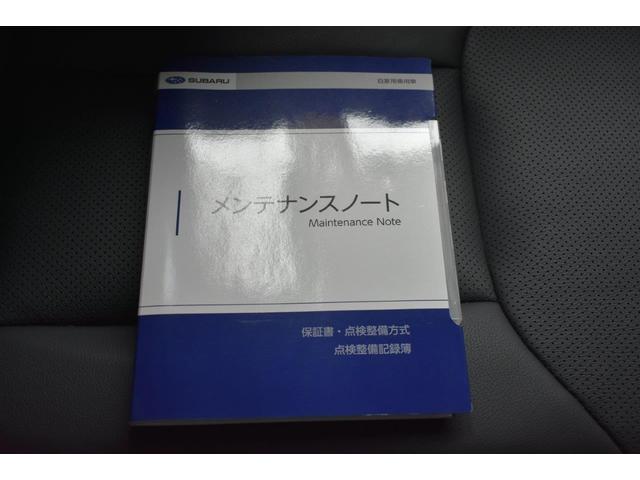 SUBARU
自家用乗用車
メンテナンスノート
Maintenance Note
保証書・点検整備方式
点検整備記録簿